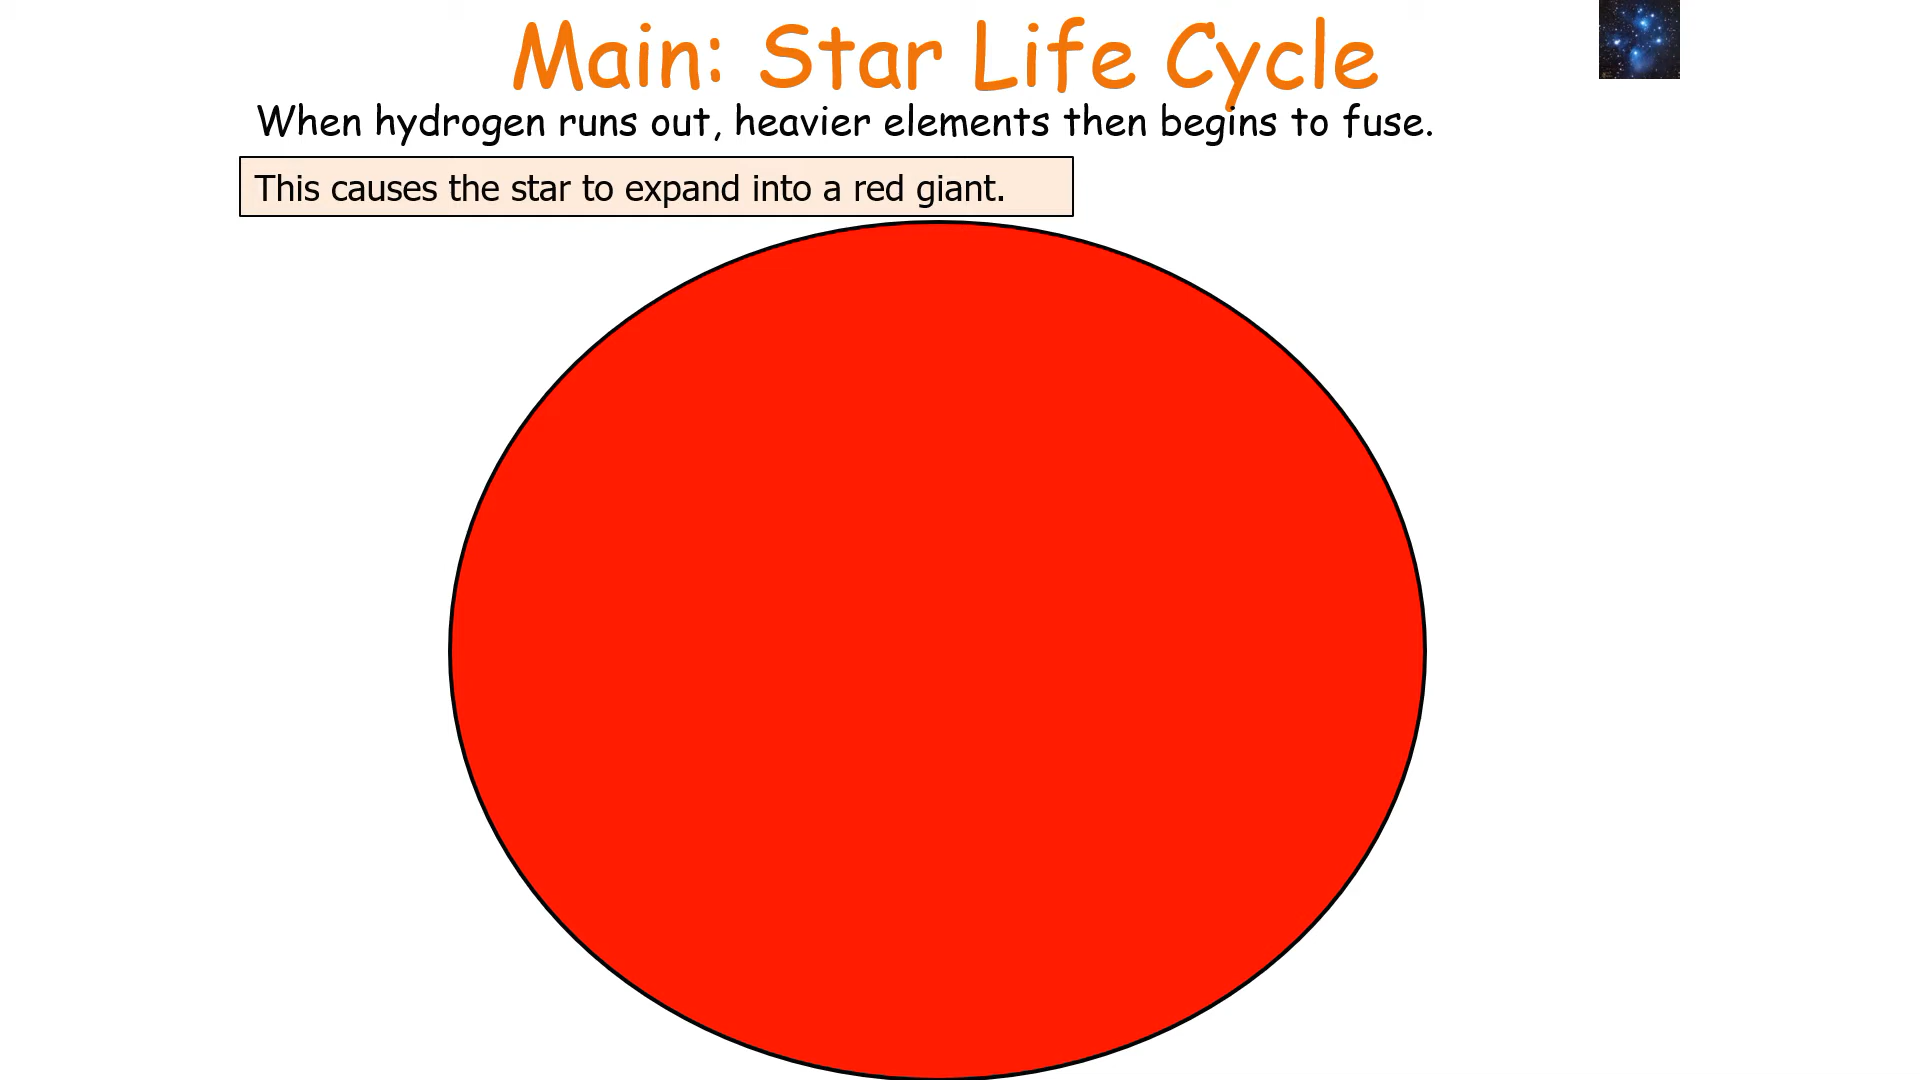 Main: Star Life Cycle
When hydrogen runs out, heavier elements then begins to fuse.
This causes the star to expand into a red giant.